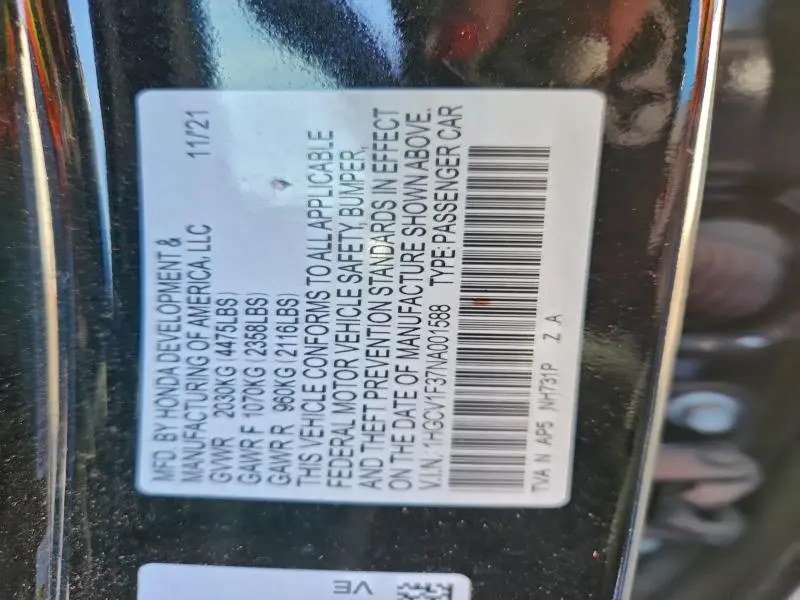 MFD. BY HONDA DEVELOPMENT &
MANUFACTURING OF AMERICA, LLC 11/21
GVWR 2030KG (4475LBS)
GAWR F 1070KG (2358LBS)
GAWR R 960KG (2116LBS)
THIS VEHICLE CONFORMS TO ALL APPLICABLE
FEDERAL MOTOR VEHICLE SAFETY, BUMPER,
AND THEFT PREVENTION STANDARDS IN EFFECT
ON THE DATE OF MANUFACTURE SHOWN ABOVE.
V.I.N.: 1HGCV1F37NA001588 TYPE: PASSENGER CAR
TVA N AP5 NH731P Z A
VE